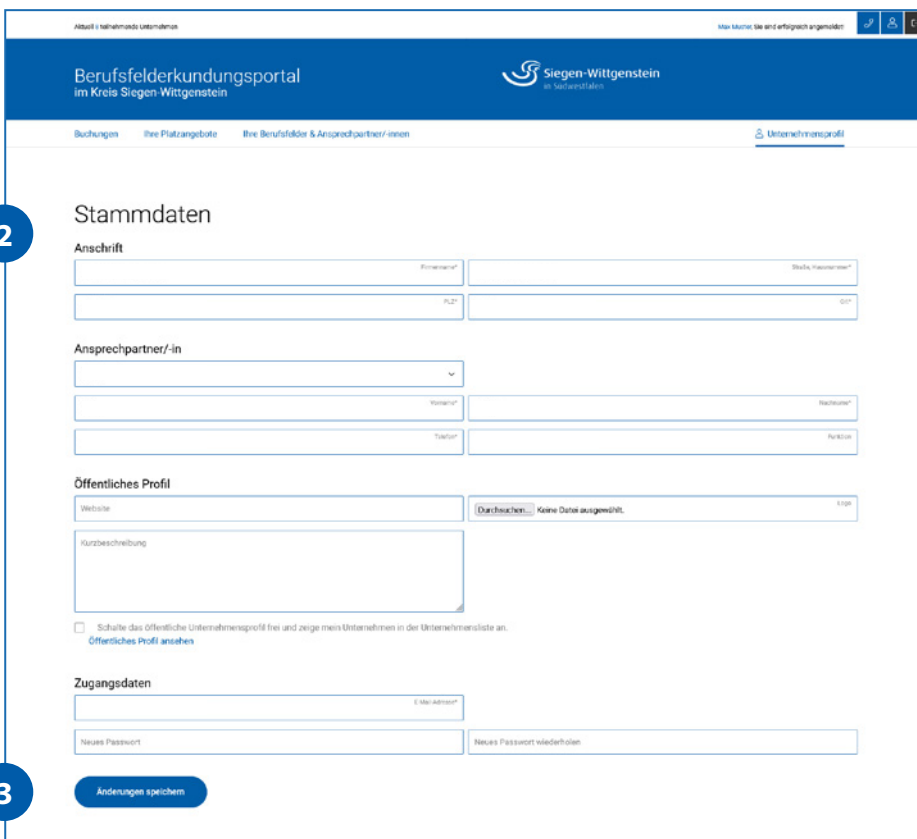 Aktuell 8 teilnehmende Unternehmen
Max Muster, Sie sind erfolgreich angemeldet
Berufsfelderkundungsportal
im Kreis Siegen-Wittgenstein
Siegen-Wittgenstein
in Südwestfalen
Buchungen Ihre Platzangebote Ihre Berufsfelder & Ansprechpartner/-innen Unternehmensprofil
2
Stammdaten
Anschrift
Firmenname* Straße, Hausnummer*
PLZ* Ort*
Ansprechpartner/-in
Vorname* Nachname*
Telefon* Funktion
Öffentliches Profil
Website Durchsuchen... Keine Datei ausgewählt. Logo
Kurzbeschreibung
Schalte das öffentliche Unternehmensprofil frei und zeige mein Unternehmen in der Unternehmensliste an.
Öffentliches Profil ansehen
Zugangsdaten
E-Mail-Adresse*
Neues Passwort Neues Passwort wiederholen
3
Änderungen speichern